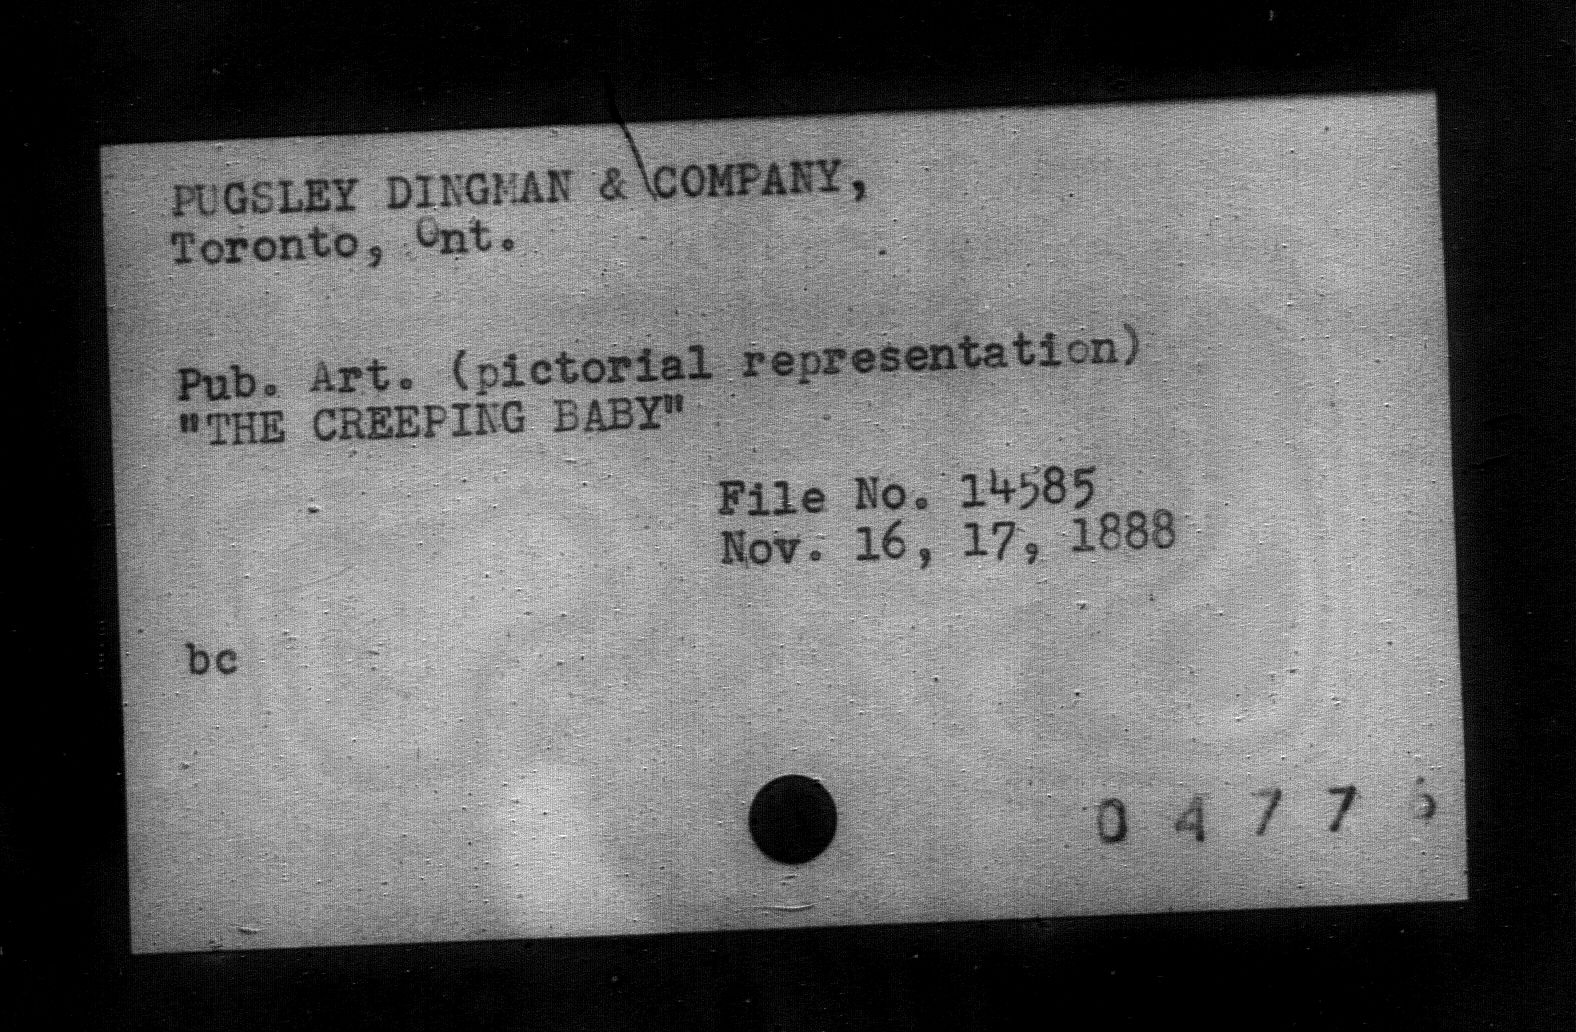 PUGSLEY DINGMAN & COMPANY,
Toronto, Ont.
Pub. Art. (pictorial representation)
"THE CREEPING BABY"
File No. 14585
Nov. 16, 17, 1888
bc
0 4 7 7